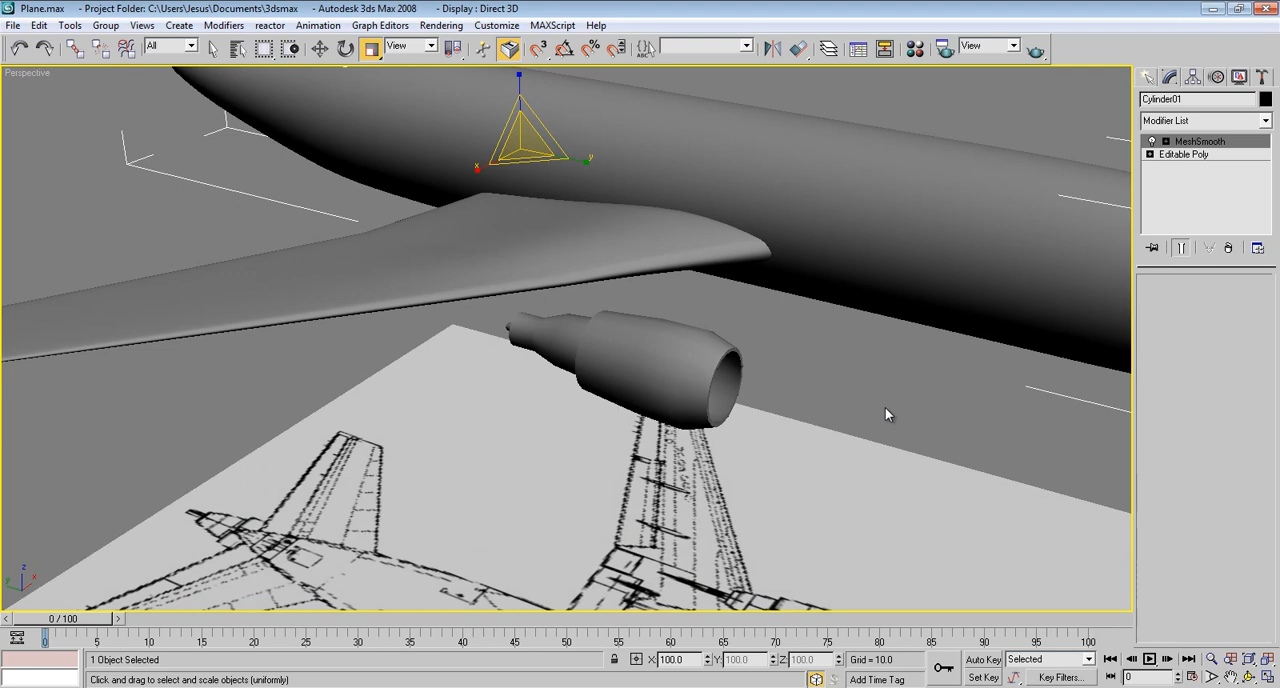 Plane.max - Project Folder: C:\Users\Jesus\Documents\3dsmax - Autodesk 3ds Max 2008 - Display : Direct 3D
File Edit Tools Group Views Create Modifiers reactor Animation Graph Editors Rendering Customize MAXScript Help
All View View
Perspective
Cylinder01
Modifier List
MeshSmooth
Editable Poly
x y
z
y x
0 / 100
0 5 10 15 20 25 30 35 40 45 50 55 60 65 70 75 80 85 90 95 100
1 Object Selected X: 100.0 Y: 100.0 Z: 100.0 Grid = 10.0 Auto Key Selected
Click and drag to select and scale objects (uniformly) Add Time Tag Set Key Key Filters... 0